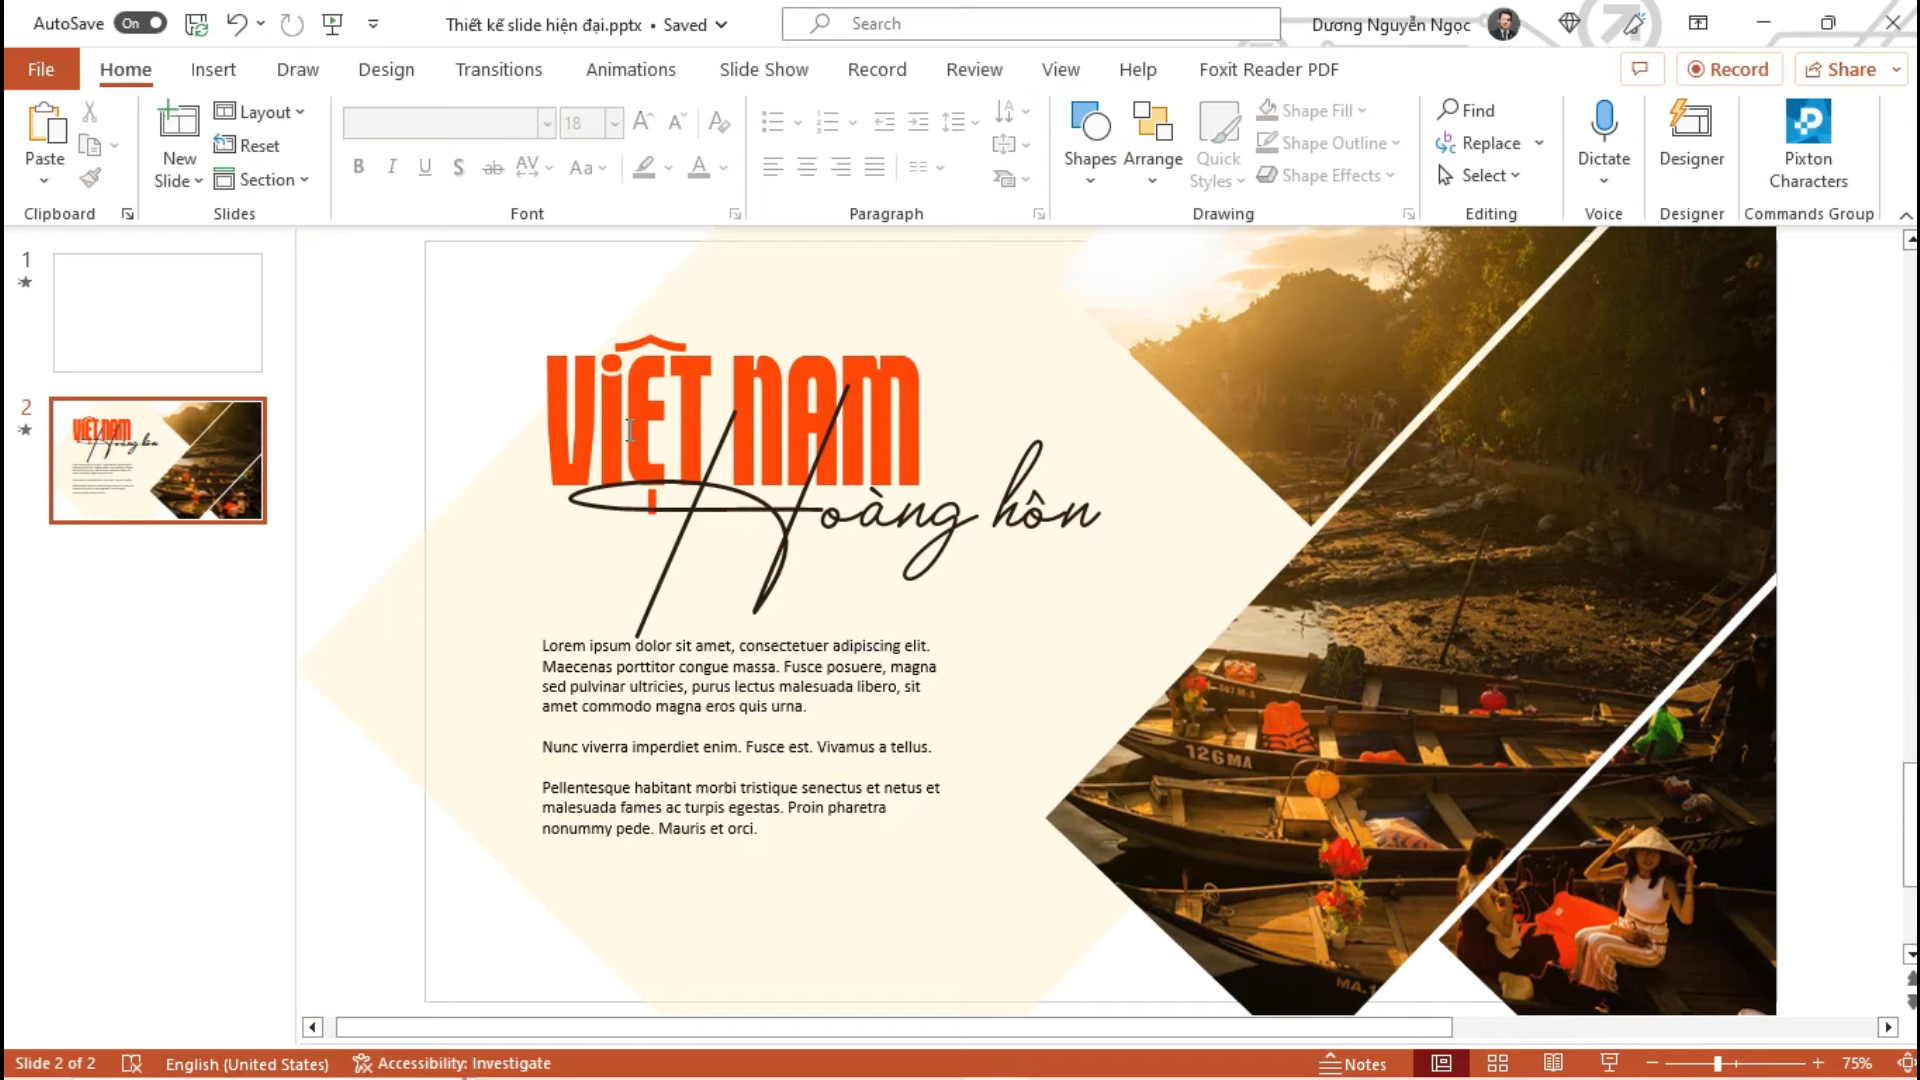 AutoSave On Thiết kế slide hiện đại.pptx • Saved Search Dương Nguyễn Ngọc
File Home Insert Draw Design Transitions Animations Slide Show Record Review View Help Foxit Reader PDF Record Share
Paste
New Slide
Layout
Reset
Section
18
B I U S ab AV Aa A
Shapes
Arrange
Quick Styles
Shape Fill
Shape Outline
Shape Effects
Find
Replace
Select
Dictate
Designer
Pixton Characters
Clipboard Slides Font Paragraph Drawing Editing Voice Designer Commands Group
1
2
VIỆT NAM
Hoàng hôn
Lorem ipsum dolor sit amet, consectetuer adipiscing elit.
Maecenas porttitor congue massa. Fusce posuere, magna
sed pulvinar ultricies, purus lectus malesuada libero, sit
amet commodo magna eros quis urna.
Nunc viverra imperdiet enim. Fusce est. Vivamus a tellus.
Pellentesque habitant morbi tristique senectus et netus et
malesuada fames ac turpis egestas. Proin pharetra
nonummy pede. Mauris et orci.
126 MA
Slide 2 of 2 English (United States) Accessibility: Investigate Notes 75%